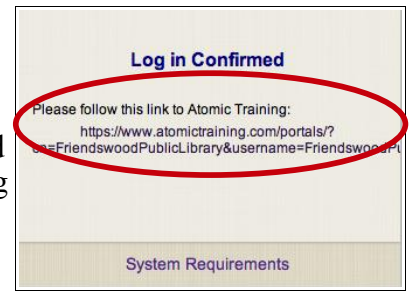 Log in Confirmed
Please follow this link to Atomic Training:
https://www.atomictraining.com/portals/?
=FriendswoodPublicLibrary&username=FriendswoodPu
System Requirements